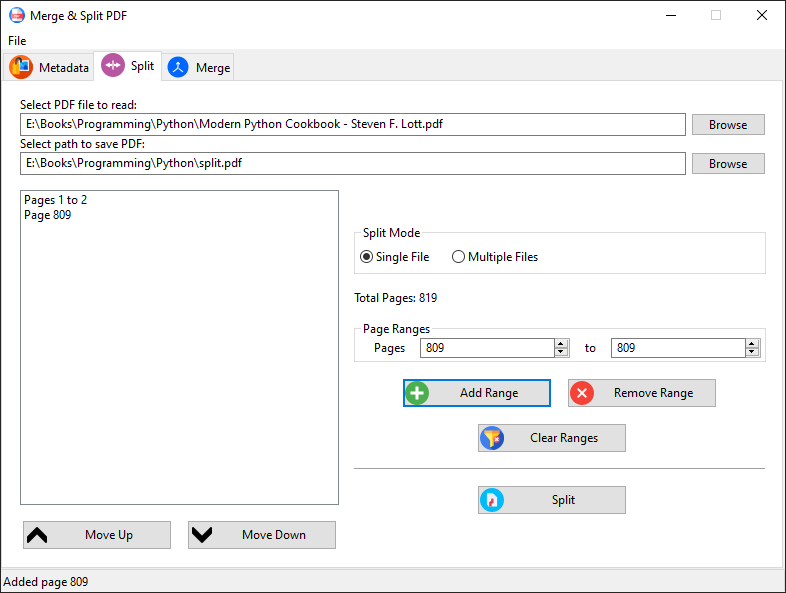 Merge & Split PDF
File
Metadata Split Merge
Select PDF file to read:
E:\Books\Programming\Python\Modern Python Cookbook - Steven F. Lott.pdf Browse
Select path to save PDF:
E:\Books\Programming\Python\split.pdf Browse
Pages 1 to 2
Page 809
Split Mode
Single File Multiple Files
Total Pages: 819
Page Ranges
Pages 809 to 809
Add Range Remove Range
Clear Ranges
Split
Move Up Move Down
Added page 809